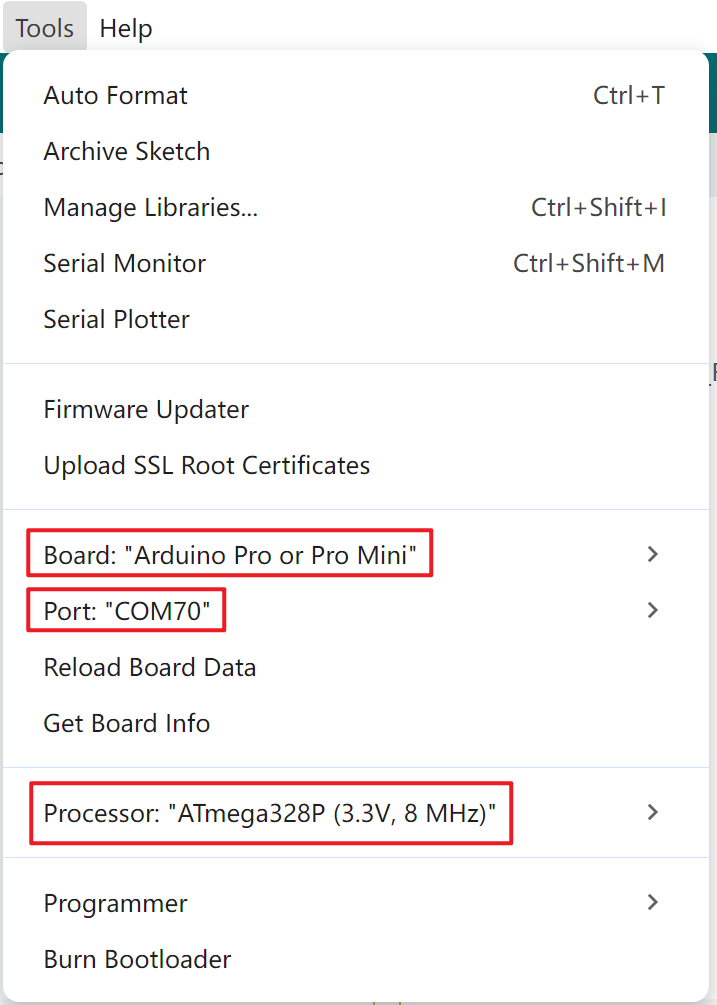 Tools Help
Auto Format Ctrl+T
Archive Sketch
Manage Libraries... Ctrl+Shift+I
Serial Monitor Ctrl+Shift+M
Serial Plotter
Firmware Updater
Upload SSL Root Certificates
Board: "Arduino Pro or Pro Mini"
Port: "COM70"
Reload Board Data
Get Board Info
Processor: "ATmega328P (3.3V, 8 MHz)"
Programmer
Burn Bootloader